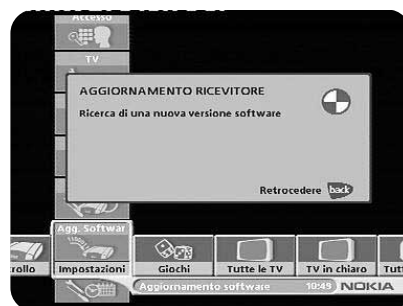 Accesso
TV
AGGIORNAMENTO RICEVITORE
Ricerca di una nuova versione software
Retrocedere back
Agg. Softwar
rollo Impostazioni Giochi Tutte le TV TV in chiaro Tutt
Aggiornamento software 10:49 NOKIA